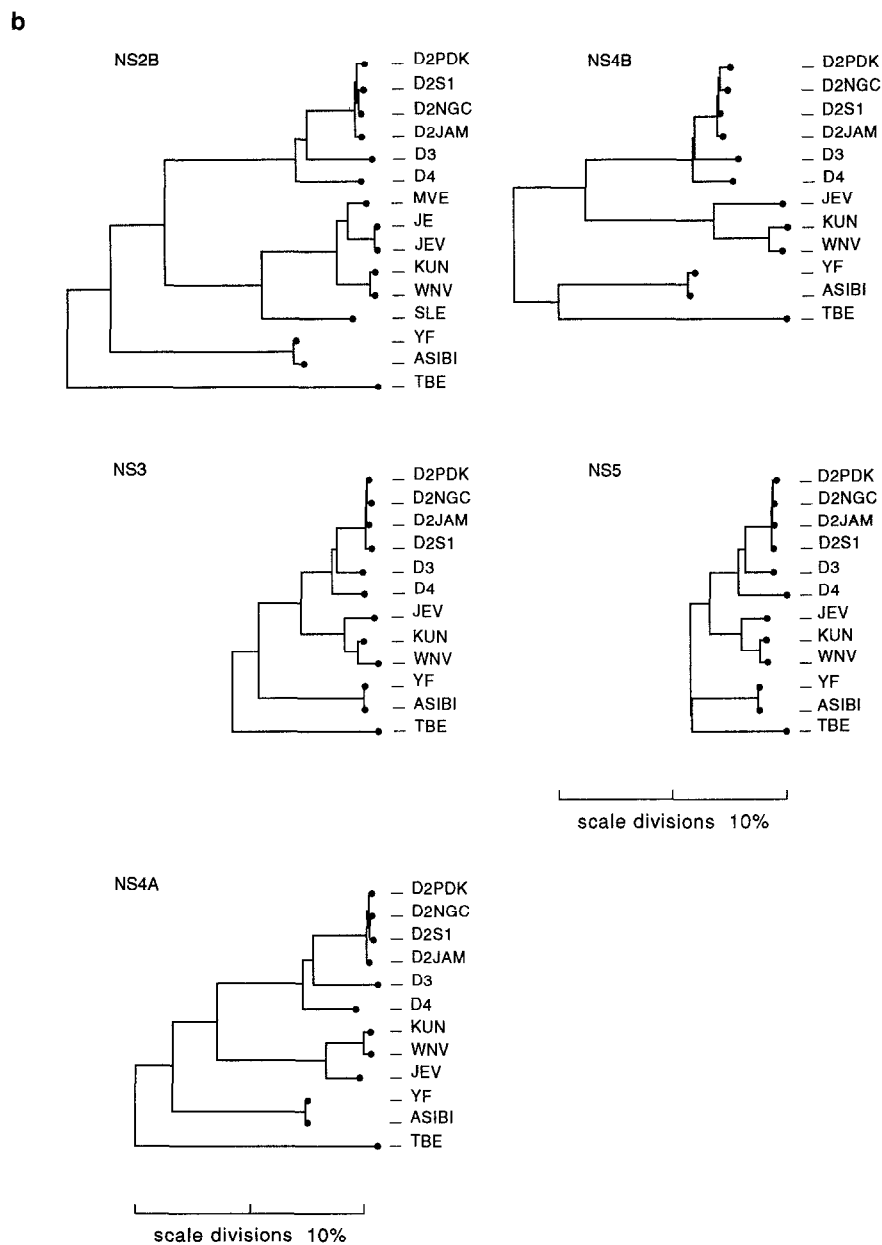 b
NS2B
D2PDK
D2S1
D2NGC
D2JAM
D3
D4
MVE
JE
JEV
KUN
WNV
SLE
YF
ASIBI
TBE
NS4B
D2PDK
D2NGC
D2S1
D2JAM
D3
D4
JEV
KUN
WNV
YF
ASIBI
TBE
NS3
D2PDK
D2NGC
D2JAM
D2S1
D3
D4
JEV
KUN
WNV
YF
ASIBI
TBE
NS5
D2PDK
D2NGC
D2JAM
D2S1
D3
D4
JEV
KUN
WNV
YF
ASIBI
TBE
scale divisions 10%
NS4A
D2PDK
D2NGC
D2S1
D2JAM
D3
D4
KUN
WNV
JEV
YF
ASIBI
TBE
scale divisions 10%